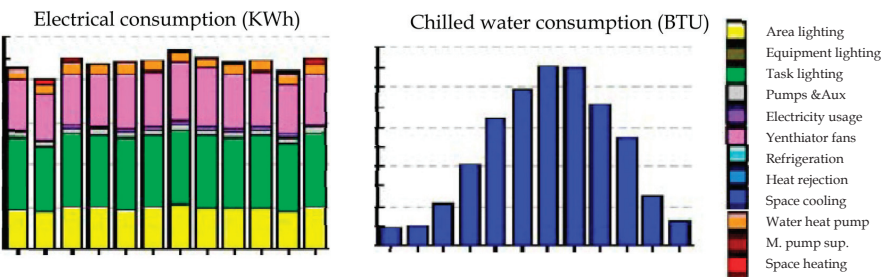 Electrical consumption (KWh)
Chilled water consumption (BTU)
Area lighting
Equipment lighting
Task lighting
Pumps &Aux
Electricity usage
Yenthiator fans
Refrigeration
Heat rejection
Space cooling
Water heat pump
M. pump sup.
Space heating